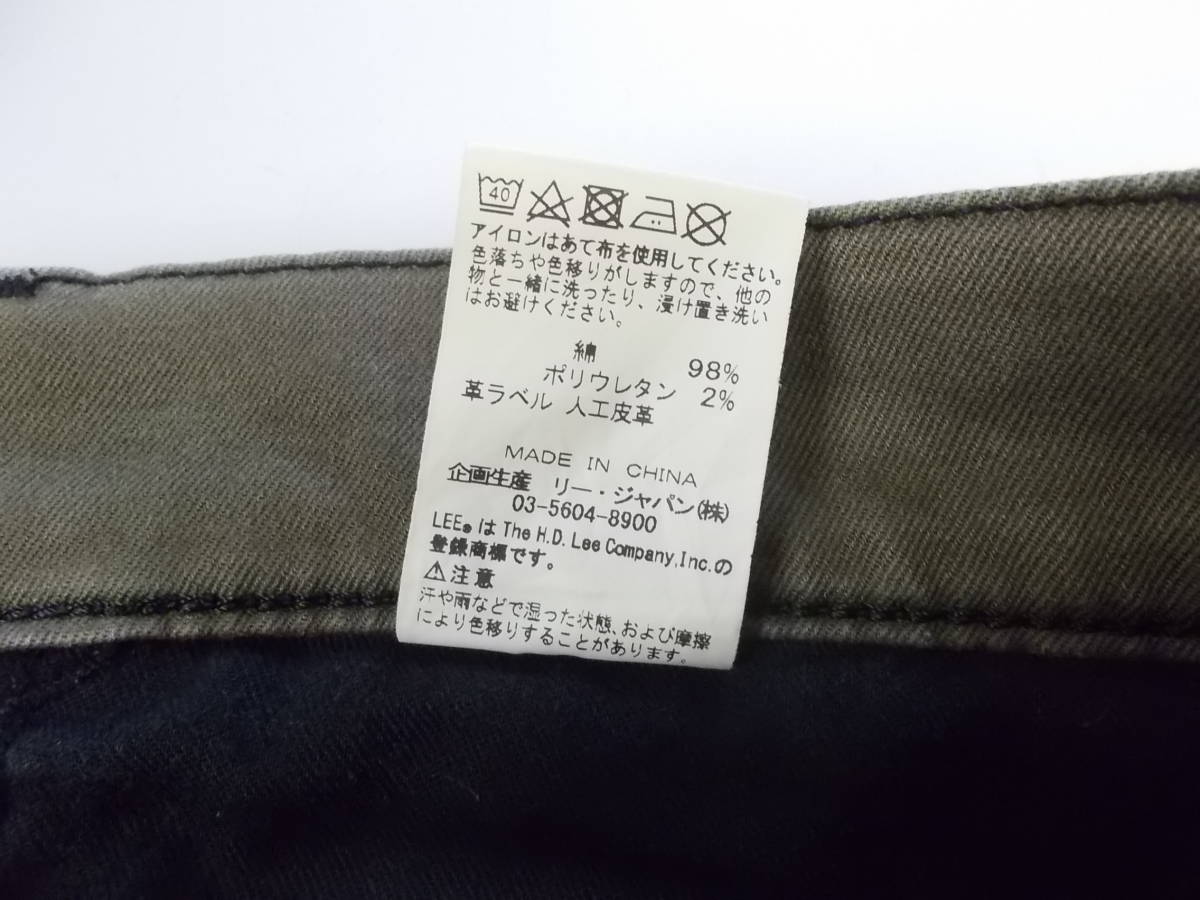 40
アイロンはあて布を使用してください。
色落ちや色移りがしますので、他の
物と一緒に洗ったり、浸け置き洗い
はお避けください。
綿 98%
ポリウレタン 2%
革ラベル 人工皮革
MADE IN CHINA
企画生産 リー・ジャパン(株)
03-5604-8900
LEE®は The H.D. Lee Company, Inc.の
登録商標です。
⚠注意
汗や雨などで湿った状態、および摩擦
により色移りすることがあります。